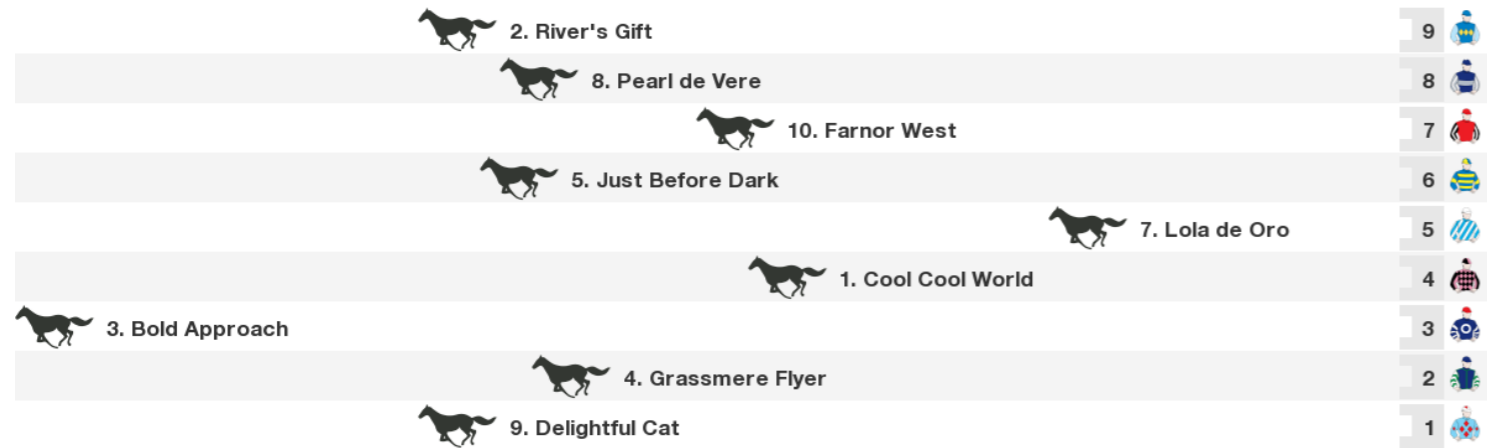 2. River's Gift 9
8. Pearl de Vere 8
10. Farnor West 7
5. Just Before Dark 6
7. Lola de Oro 5
1. Cool Cool World 4
3. Bold Approach 3
4. Grassmere Flyer 2
9. Delightful Cat 1